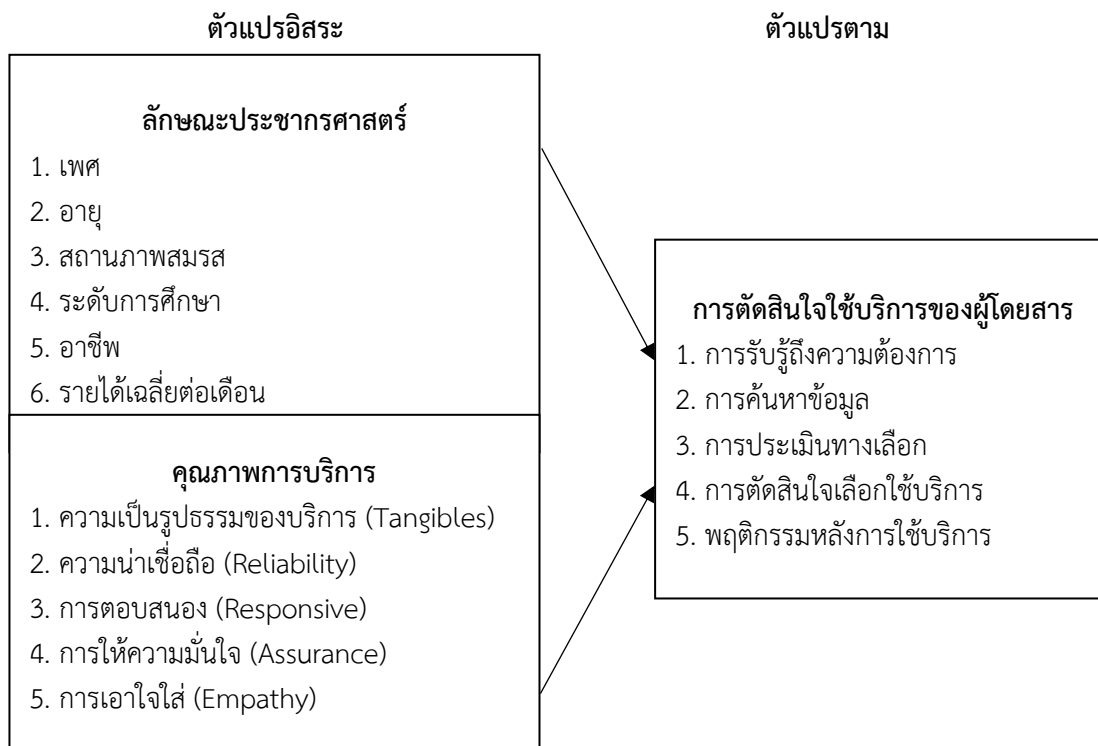 ตัวแปรอิสระ
ตัวแปรตาม
ลักษณะประชากรศาสตร์
1. เพศ
2. อายุ
3. สถานภาพสมรส
4. ระดับการศึกษา
5. อาชีพ
6. รายได้เฉลี่ยต่อเดือน
คุณภาพการบริการ
1. ความเป็นรูปธรรมของบริการ (Tangibles)
2. ความน่าเชื่อถือ (Reliability)
3. การตอบสนอง (Responsive)
4. การให้ความมั่นใจ (Assurance)
5. การเอาใจใส่ (Empathy)
การตัดสินใจใช้บริการของผู้โดยสาร
1. การรับรู้ถึงความต้องการ
2. การค้นหาข้อมูล
3. การประเมินทางเลือก
4. การตัดสินใจเลือกใช้บริการ
5. พฤติกรรมหลังการใช้บริการ